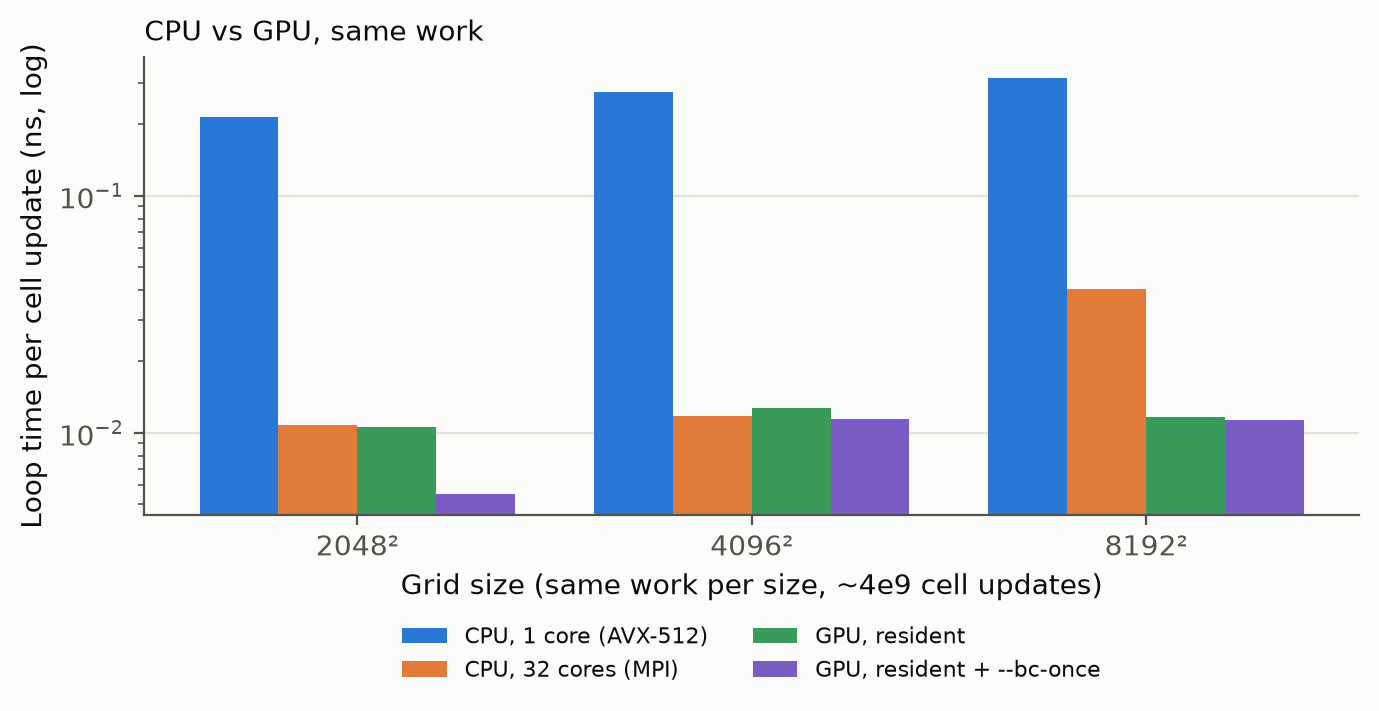 CPU vs GPU, same work
Loop time per cell update (ns, log)
10⁻¹
10⁻²
2048²
4096²
8192²
Grid size (same work per size, ~4e9 cell updates)
CPU, 1 core (AVX-512)
GPU, resident
CPU, 32 cores (MPI)
GPU, resident + --bc-once